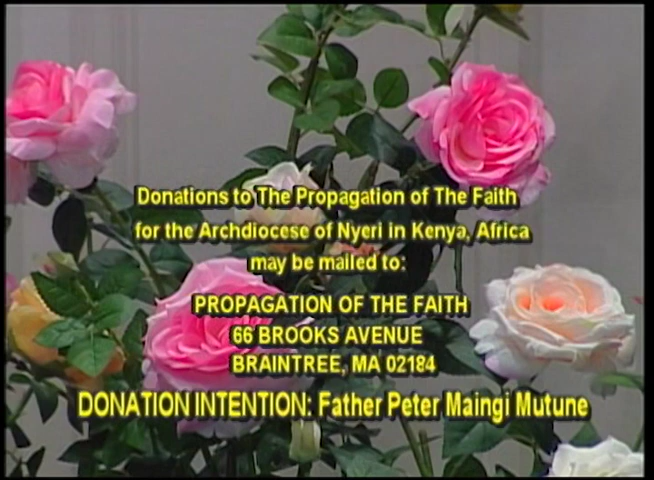 Donations to The Propagation of The Faith
for the Archdiocese of Nyeri in Kenya, Africa
may be mailed to:
PROPAGATION OF THE FAITH
66 BROOKS AVENUE
BRAINTREE, MA 02184
DONATION INTENTION: Father Peter Maingi Mutune